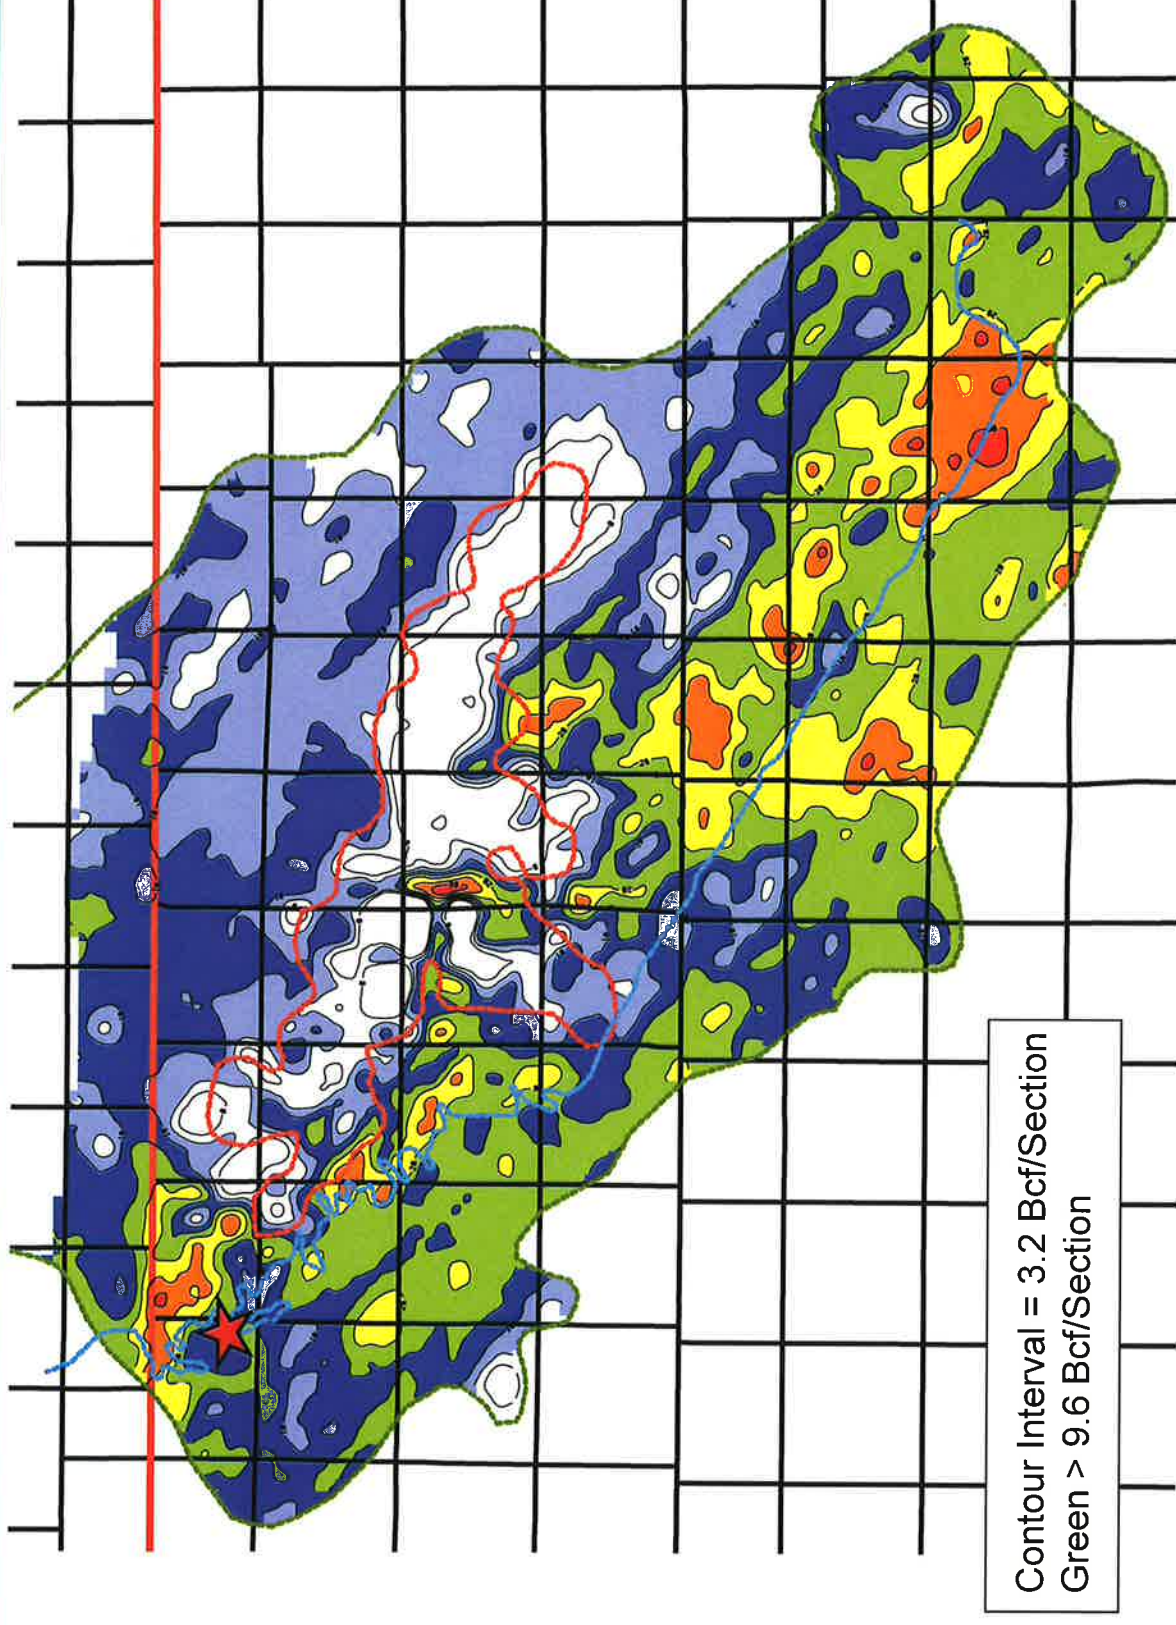 Contour Interval = 3.2 Bcf/Section
Green > 9.6 Bcf/Section